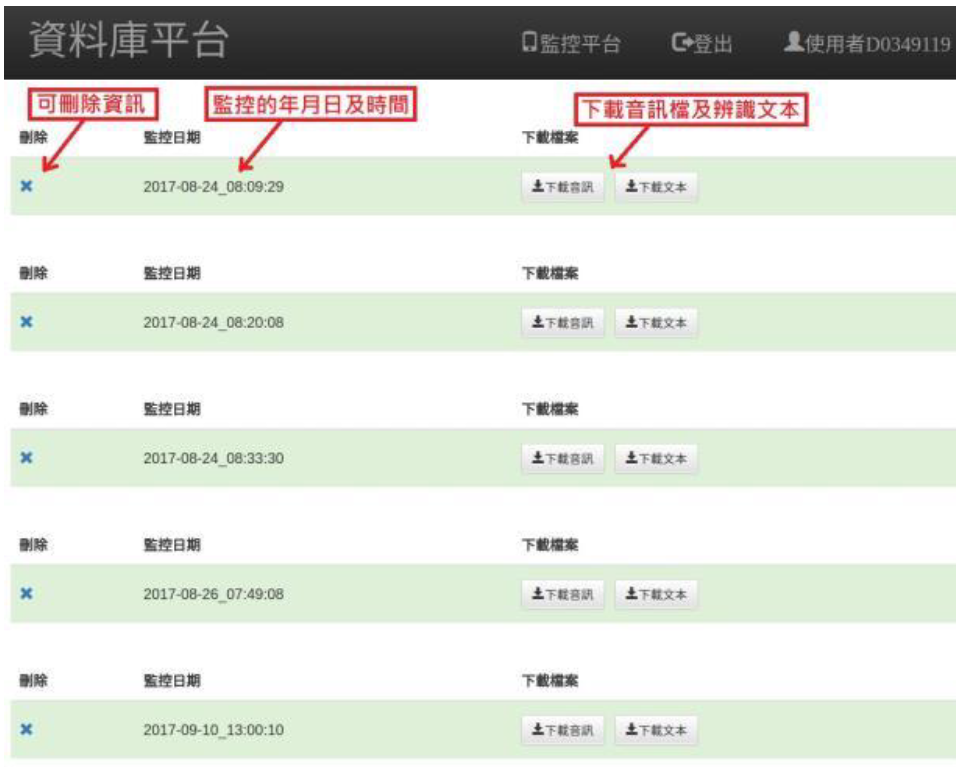 資料庫平台 監控平台 登出 使用者D0349119
可刪除資訊 監控的年月日及時間 下載音訊檔及辨識文本
刪除 監控日期 下載檔案
2017-08-24_08:09:29 下載音訊 下載文本
刪除 監控日期 下載檔案
2017-08-24_08:20:08 下載音訊 下載文本
刪除 監控日期 下載檔案
2017-08-24_08:33:30 下載音訊 下載文本
刪除 監控日期 下載檔案
2017-08-26_07:49:08 下載音訊 下載文本
刪除 監控日期 下載檔案
2017-09-10_13:00:10 下載音訊 下載文本